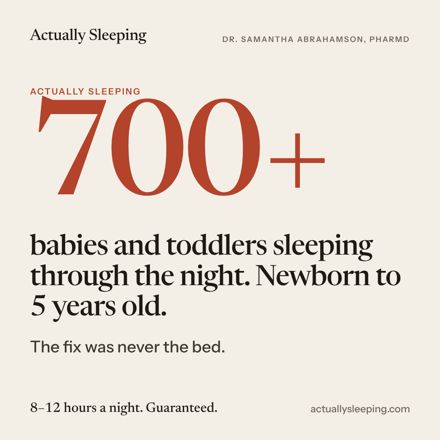 Actually Sleeping
DR. SAMANTHA ABRAHAMSON, PHARMD
ACTUALLY SLEEPING
700+
babies and toddlers sleeping
through the night. Newborn to
5 years old.
The fix was never the bed.
8–12 hours a night. Guaranteed.
actuallysleeping.com